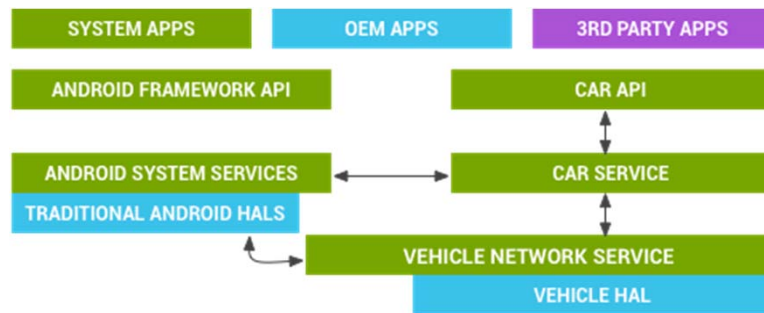 SYSTEM APPS
OEM APPS
3RD PARTY APPS
ANDROID FRAMEWORK API
CAR API
ANDROID SYSTEM SERVICES
CAR SERVICE
TRADITIONAL ANDROID HALS
VEHICLE NETWORK SERVICE
VEHICLE HAL